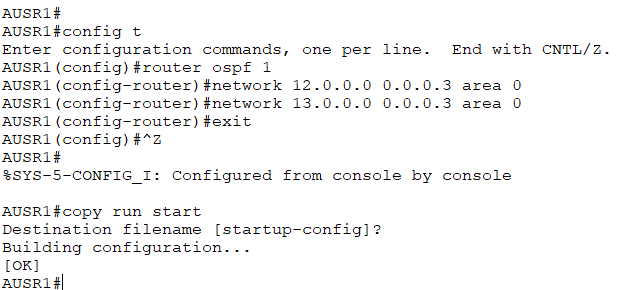 AUSR1#
AUSR1#config t
Enter configuration commands, one per line.  End with CNTL/Z.
AUSR1(config)#router ospf 1
AUSR1(config-router)#network 12.0.0.0 0.0.0.3 area 0
AUSR1(config-router)#network 13.0.0.0 0.0.0.3 area 0
AUSR1(config-router)#exit
AUSR1(config)#^Z
AUSR1#
%SYS-5-CONFIG_I: Configured from console by console

AUSR1#copy run start
Destination filename [startup-config]?
Building configuration...
[OK]
AUSR1#